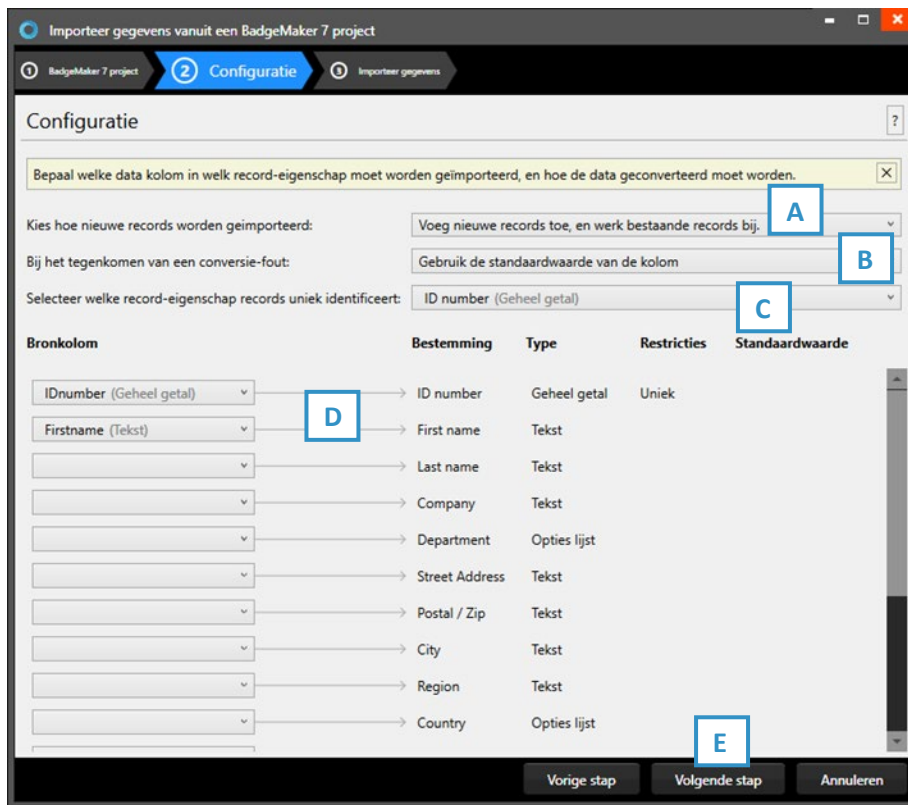 Importeer gegevens vanuit een BadgeMaker 7 project
1 BadgeMaker 7 project 2 Configuratie 3 Importeer gegevens
Configuratie ?
Bepaal welke data kolom in welk record-eigenschap moet worden geïmporteerd, en hoe de data geconverteerd moet worden.
A
Kies hoe nieuwe records worden geimporteerd: Voeg nieuwe records toe, en werk bestaande records bij.
B
Bij het tegenkomen van een conversie-fout: Gebruik de standaardwaarde van de kolom
Selecteer welke record-eigenschap records uniek identificeert: ID number (Geheel getal)
C
Bronkolom Bestemming Type Restricties Standaardwaarde
IDnumber (Geheel getal) ID number Geheel getal Uniek
D
Firstname (Tekst) First name Tekst
Last name Tekst
Company Tekst
Department Opties lijst
Street Address Tekst
Postal / Zip Tekst
City Tekst
Region Tekst
Country Opties lijst
E
Vorige stap Volgende stap Annuleren